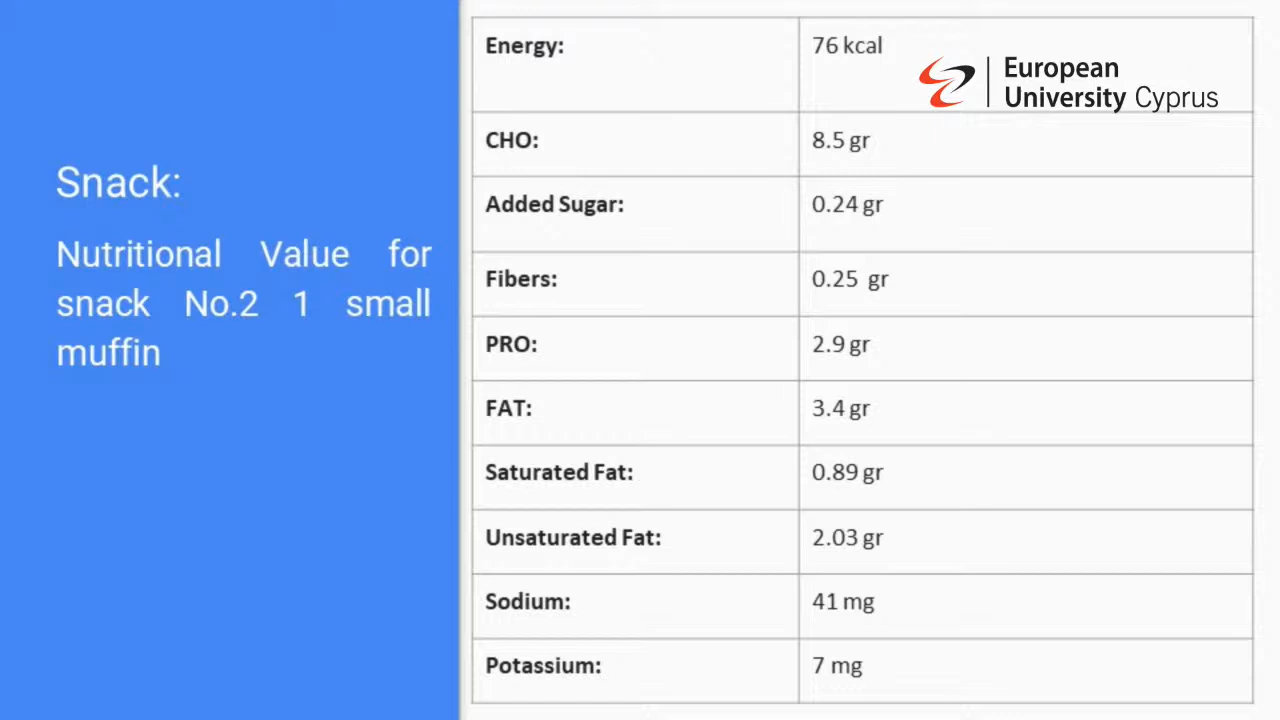 Snack:
Nutritional Value for
snack No.2 1 small
muffin
Energy: 76 kcal
European
University Cyprus
CHO: 8.5 gr
Added Sugar: 0.24 gr
Fibers: 0.25 gr
PRO: 2.9 gr
FAT: 3.4 gr
Saturated Fat: 0.89 gr
Unsaturated Fat: 2.03 gr
Sodium: 41 mg
Potassium: 7 mg